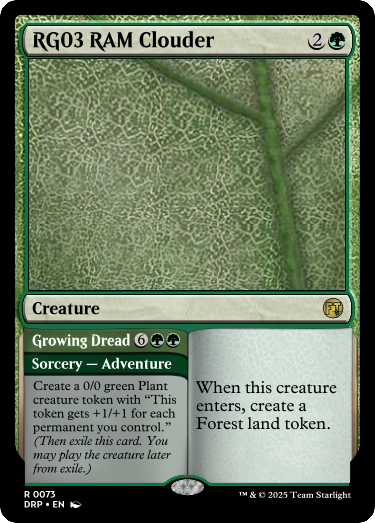 RG03 RAM Clouder 2
Creature
FT
Growing Dread 6
Sorcery — Adventure
Create a 0/0 green Plant
creature token with “This
token gets +1/+1 for each
permanent you control.”
(Then exile this card. You
may play the creature later
from exile.)
When this creature
enters, create a
Forest land token.
R 0073
DRP • EN
™ & © 2025 Team Starlight